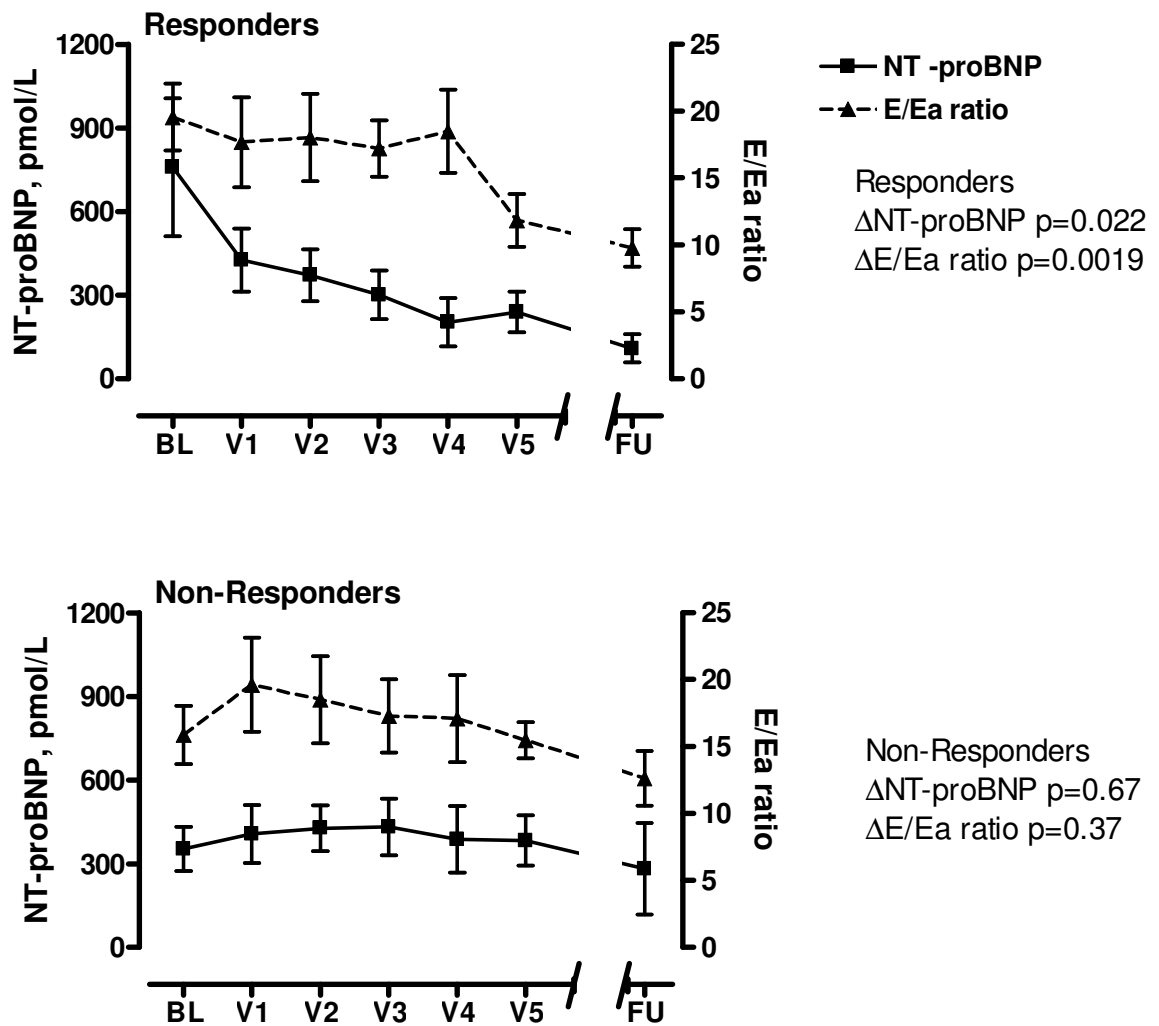 Responders
NT-proBNP, pmol/L
1200
900
600
300
0
25
20
15
10
5
0
E/Ea ratio
BL V1 V2 V3 V4 V5 FU
NT -proBNP
E/Ea ratio
Responders
ΔNT-proBNP p=0.022
ΔE/Ea ratio p=0.0019
Non-Responders
NT-proBNP, pmol/L
1200
900
600
300
0
25
20
15
10
5
0
E/Ea ratio
BL V1 V2 V3 V4 V5 FU
Non-Responders
ΔNT-proBNP p=0.67
ΔE/Ea ratio p=0.37